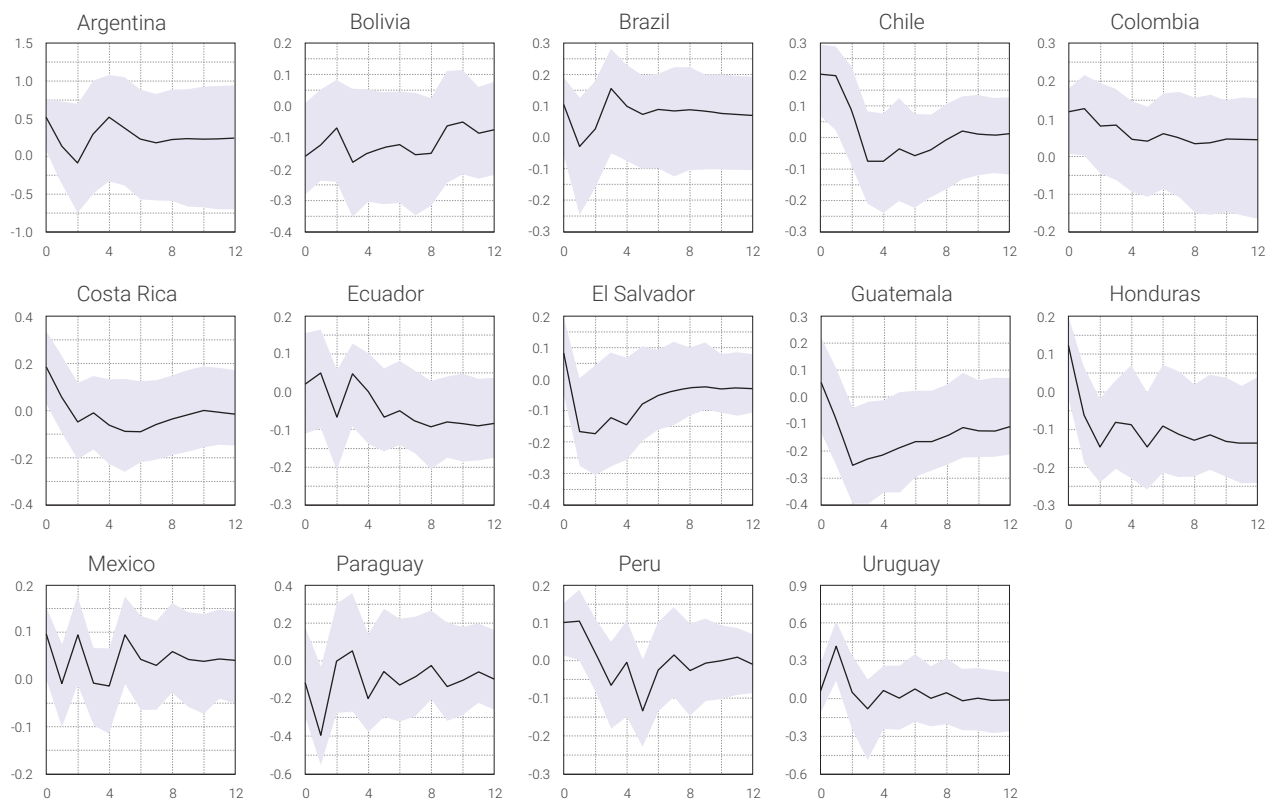 Argentina Bolivia Brazil Chile Colombia
1.5 0.2 0.3 0.3 0.3
1.0 0.1 0.2 0.2 0.2
0.5 0.0 0.1 0.1 0.1
0.0 -0.1 0.0 0.0 0.0
-0.5 -0.2 -0.1 -0.1 -0.1
-1.0 -0.3 -0.2 -0.2 -0.2
-0.4 -0.3 -0.3
0 4 8 12 0 4 8 12 0 4 8 12 0 4 8 12 0 4 8 12
Costa Rica Ecuador El Salvador Guatemala Honduras
0.4 0.2 0.2 0.3 0.2
0.2 0.1 0.1 0.2 0.1
0.0 0.0 0.0 0.1 0.0
-0.2 -0.1 -0.1 0.0 -0.1
-0.4 -0.2 -0.2 -0.1 -0.2
-0.3 -0.3 -0.2 -0.3
-0.4 -0.3
-0.4
0 4 8 12 0 4 8 12 0 4 8 12 0 4 8 12 0 4 8 12
Mexico Paraguay Peru Uruguay
0.2 0.4 0.2 0.9
0.1 0.2 0.1 0.6
0.0 0.0 0.0 0.3
-0.1 -0.2 -0.1 0.0
-0.2 -0.4 -0.2 -0.3
-0.6 -0.3 -0.6
0 4 8 12 0 4 8 12 0 4 8 12 0 4 8 12